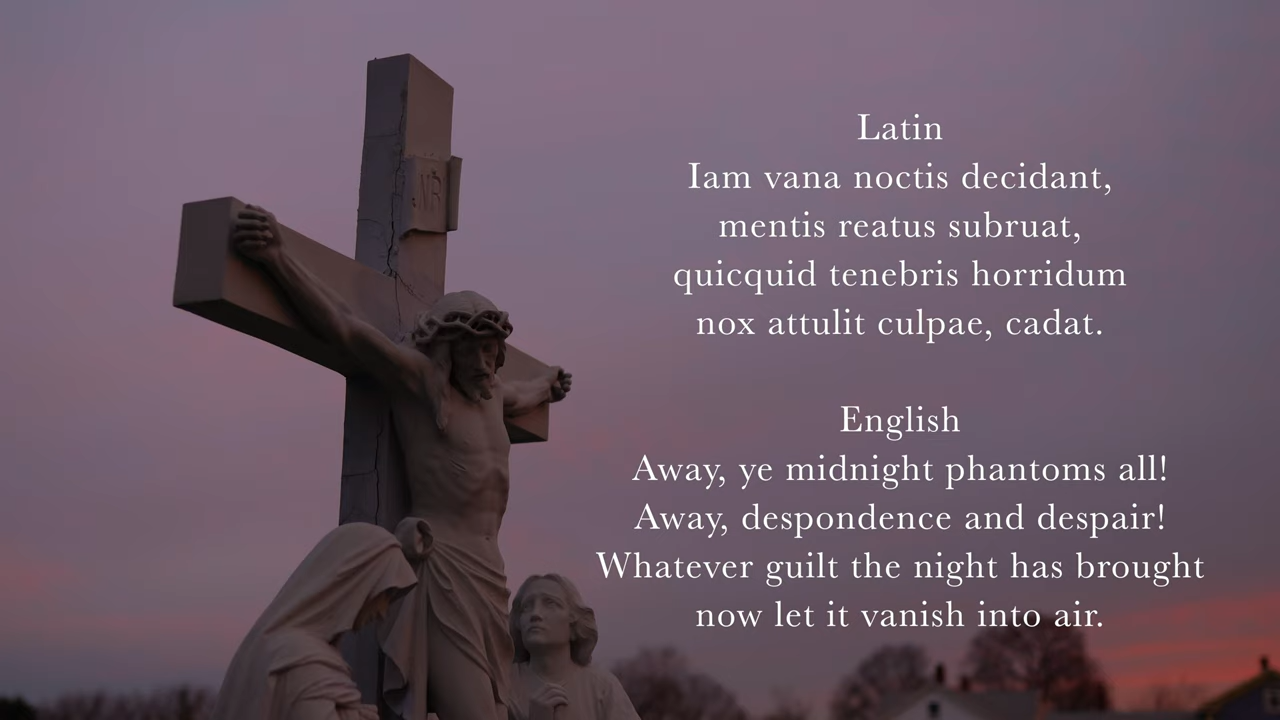 INRI
Latin
Iam vana noctis decidant,
mentis reatus subruat,
quicquid tenebris horridum
nox attulit culpae, cadat.
English
Away, ye midnight phantoms all!
Away, despondence and despair!
Whatever guilt the night has brought
now let it vanish into air.